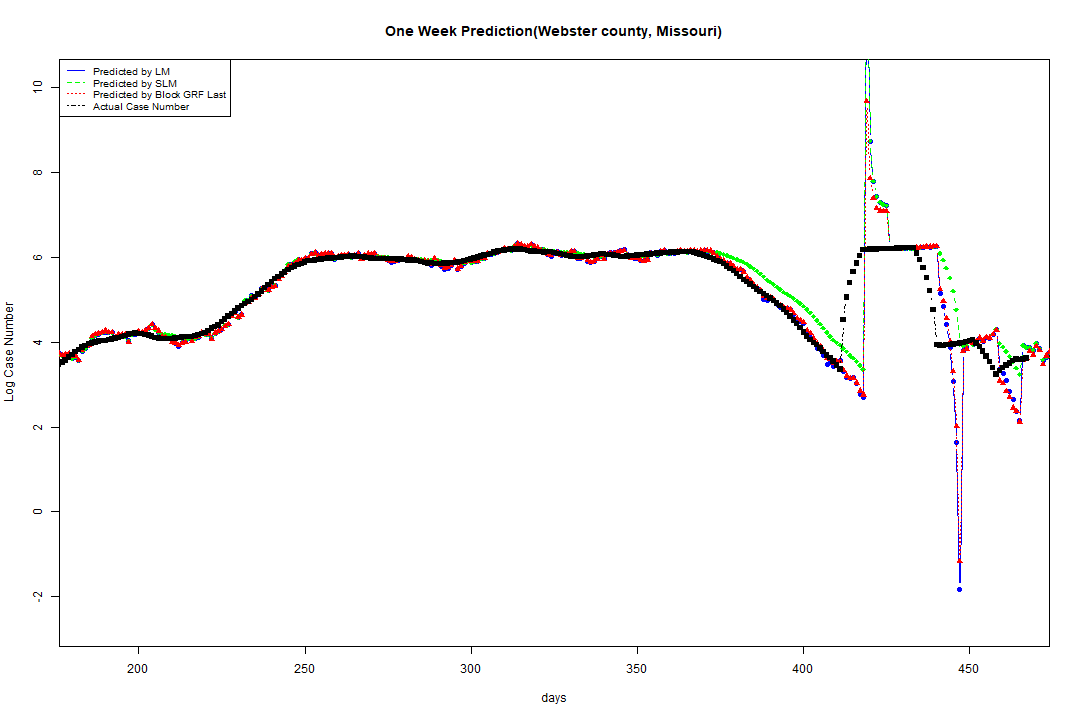 One Week Prediction(Webster county, Missouri)
Predicted by LM
Predicted by SLM
Predicted by Block GRF Last
Actual Case Number
10
8
6
4
2
0
-2
Log Case Number
200 250 300 350 400 450
days